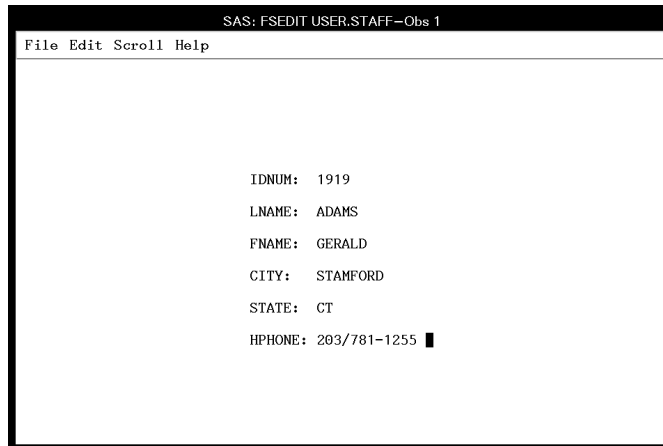 SAS: FSEDIT USER.STAFF—Obs 1
File Edit Scroll Help
IDNUM: 1919
LNAME: ADAMS
FNAME: GERALD
CITY: STAMFORD
STATE: CT
HPHONE: 203/781-1255